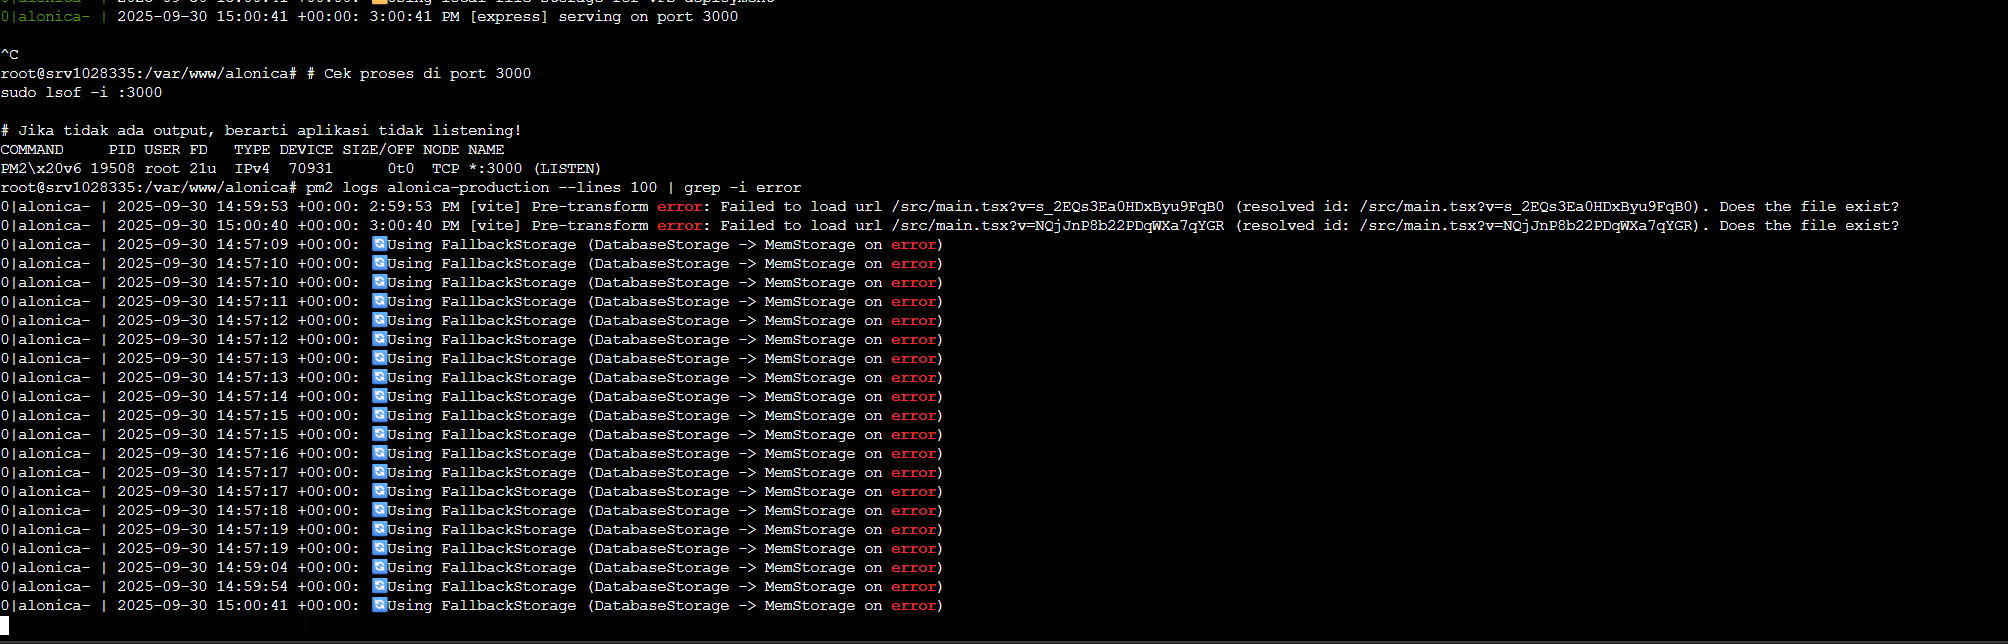 0|alonica- | 2025-09-30 15:00:41 +00:00: Using local file storage for VPS deployment
0|alonica- | 2025-09-30 15:00:41 +00:00: 3:00:41 PM [express] serving on port 3000
^C
root@srv1028335:/var/www/alonica# # Cek proses di port 3000
sudo lsof -i :3000
# Jika tidak ada output, berarti aplikasi tidak listening!
COMMAND     PID USER FD   TYPE DEVICE SIZE/OFF NODE NAME
PM2\x20v6 19508 root 21u  IPv4  70931      0t0  TCP *:3000 (LISTEN)
root@srv1028335:/var/www/alonica# pm2 logs alonica-production --lines 100 | grep -i error
0|alonica- | 2025-09-30 14:59:53 +00:00: 2:59:53 PM [vite] Pre-transform error: Failed to load url /src/main.tsx?v=s_2EQs3Ea0HDxByu9FqB0 (resolved id: /src/main.tsx?v=s_2EQs3Ea0HDxByu9FqB0). Does the file exist?
0|alonica- | 2025-09-30 15:00:40 +00:00: 3:00:40 PM [vite] Pre-transform error: Failed to load url /src/main.tsx?v=NQjJnP8b22PDqWXa7qYGR (resolved id: /src/main.tsx?v=NQjJnP8b22PDqWXa7qYGR). Does the file exist?
0|alonica- | 2025-09-30 14:57:09 +00:00: Using FallbackStorage (DatabaseStorage -> MemStorage on error)
0|alonica- | 2025-09-30 14:57:10 +00:00: Using FallbackStorage (DatabaseStorage -> MemStorage on error)
0|alonica- | 2025-09-30 14:57:10 +00:00: Using FallbackStorage (DatabaseStorage -> MemStorage on error)
0|alonica- | 2025-09-30 14:57:11 +00:00: Using FallbackStorage (DatabaseStorage -> MemStorage on error)
0|alonica- | 2025-09-30 14:57:12 +00:00: Using FallbackStorage (DatabaseStorage -> MemStorage on error)
0|alonica- | 2025-09-30 14:57:12 +00:00: Using FallbackStorage (DatabaseStorage -> MemStorage on error)
0|alonica- | 2025-09-30 14:57:13 +00:00: Using FallbackStorage (DatabaseStorage -> MemStorage on error)
0|alonica- | 2025-09-30 14:57:13 +00:00: Using FallbackStorage (DatabaseStorage -> MemStorage on error)
0|alonica- | 2025-09-30 14:57:14 +00:00: Using FallbackStorage (DatabaseStorage -> MemStorage on error)
0|alonica- | 2025-09-30 14:57:15 +00:00: Using FallbackStorage (DatabaseStorage -> MemStorage on error)
0|alonica- | 2025-09-30 14:57:15 +00:00: Using FallbackStorage (DatabaseStorage -> MemStorage on error)
0|alonica- | 2025-09-30 14:57:16 +00:00: Using FallbackStorage (DatabaseStorage -> MemStorage on error)
0|alonica- | 2025-09-30 14:57:17 +00:00: Using FallbackStorage (DatabaseStorage -> MemStorage on error)
0|alonica- | 2025-09-30 14:57:17 +00:00: Using FallbackStorage (DatabaseStorage -> MemStorage on error)
0|alonica- | 2025-09-30 14:57:18 +00:00: Using FallbackStorage (DatabaseStorage -> MemStorage on error)
0|alonica- | 2025-09-30 14:57:19 +00:00: Using FallbackStorage (DatabaseStorage -> MemStorage on error)
0|alonica- | 2025-09-30 14:57:19 +00:00: Using FallbackStorage (DatabaseStorage -> MemStorage on error)
0|alonica- | 2025-09-30 14:59:04 +00:00: Using FallbackStorage (DatabaseStorage -> MemStorage on error)
0|alonica- | 2025-09-30 14:59:54 +00:00: Using FallbackStorage (DatabaseStorage -> MemStorage on error)
0|alonica- | 2025-09-30 15:00:41 +00:00: Using FallbackStorage (DatabaseStorage -> MemStorage on error)